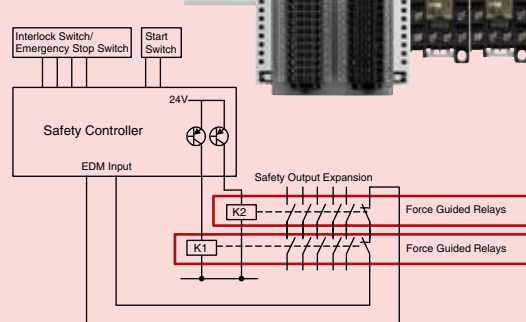 Interlock Switch/
Emergency Stop Switch
Start
Switch
24V
Safety Controller
EDM Input
Safety Output Expansion
K2
Force Guided Relays
K1
Force Guided Relays